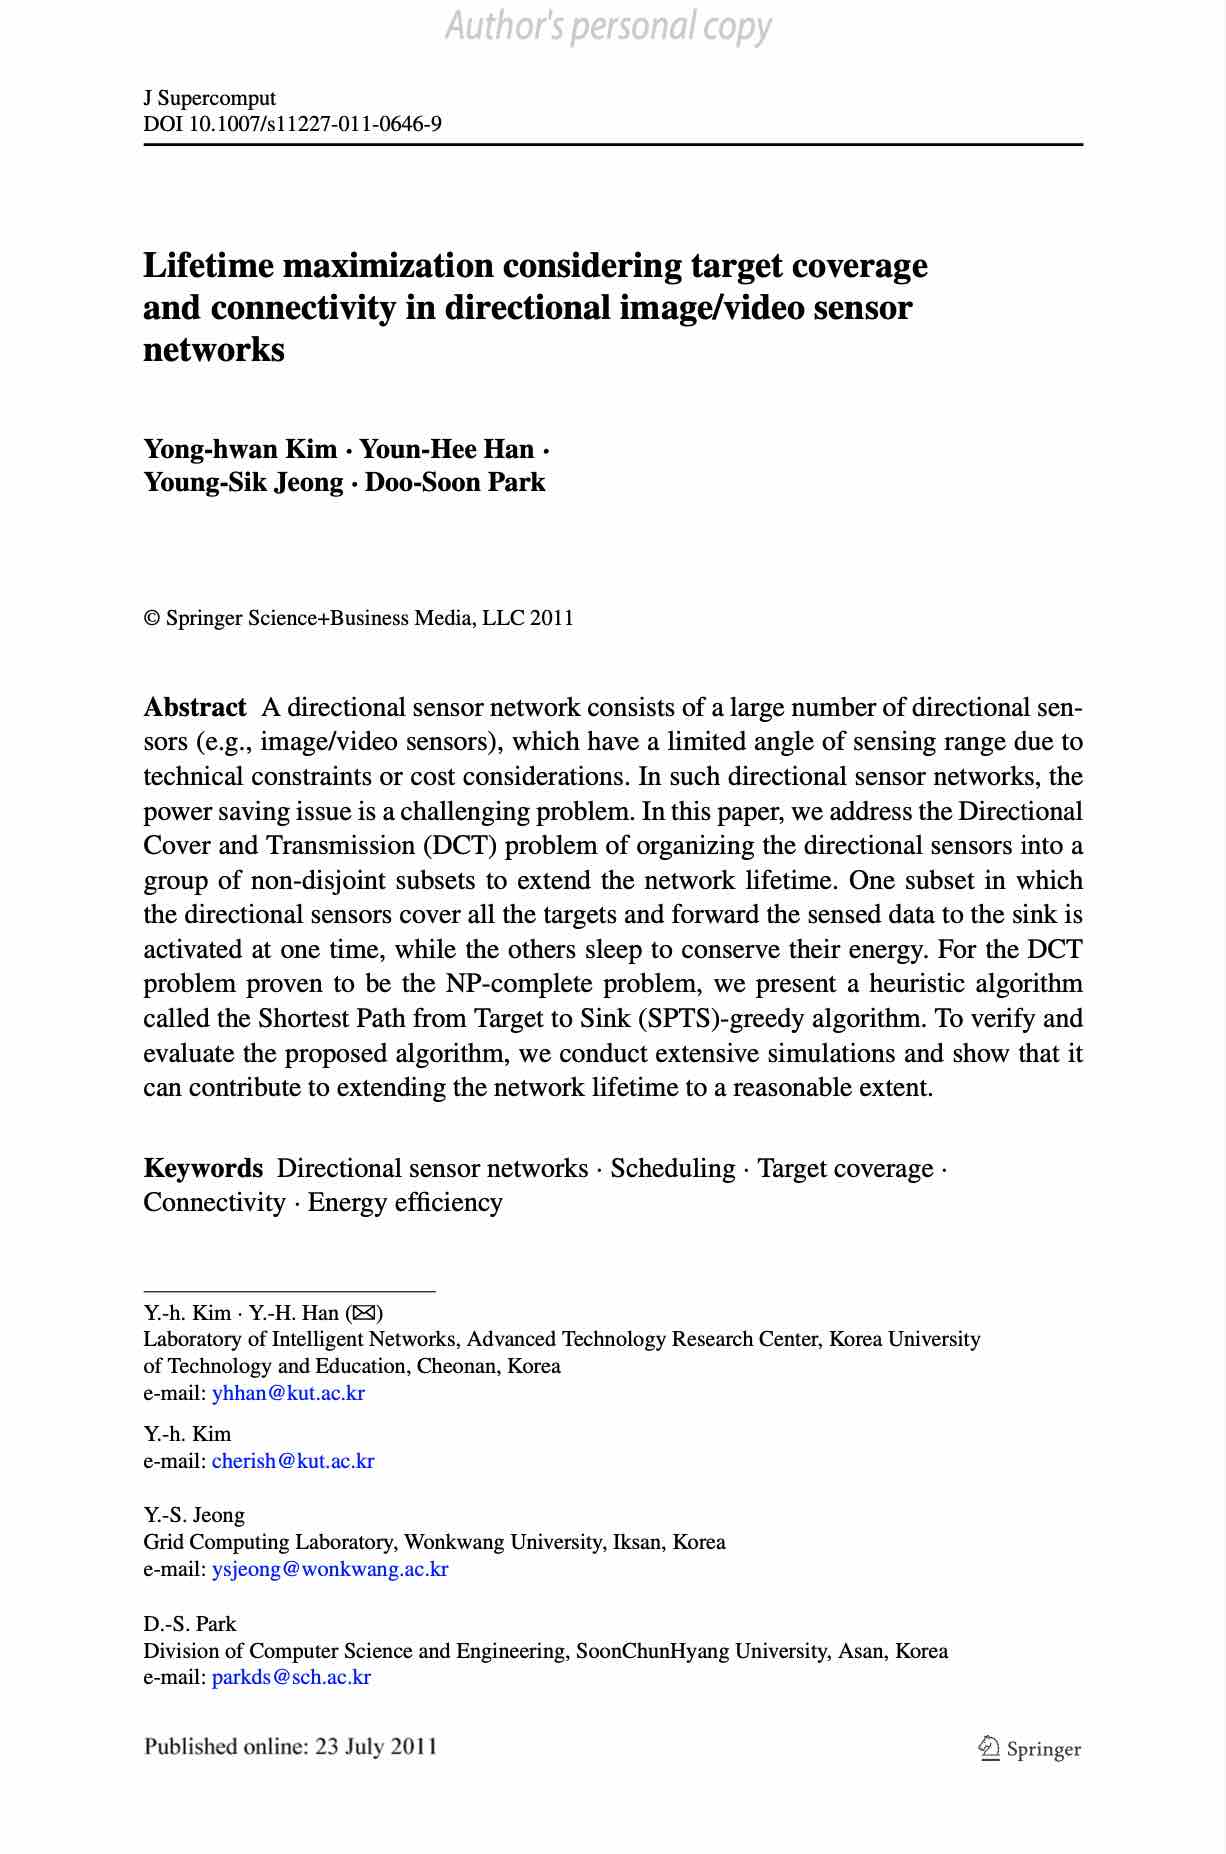 Author's personal copy
J Supercomput
DOI 10.1007/s11227-011-0646-9
Lifetime maximization considering target coverage
and connectivity in directional image/video sensor
networks
Yong-hwan Kim · Youn-Hee Han ·
Young-Sik Jeong · Doo-Soon Park
© Springer Science+Business Media, LLC 2011
Abstract A directional sensor network consists of a large number of directional sen-
sors (e.g., image/video sensors), which have a limited angle of sensing range due to
technical constraints or cost considerations. In such directional sensor networks, the
power saving issue is a challenging problem. In this paper, we address the Directional
Cover and Transmission (DCT) problem of organizing the directional sensors into a
group of non-disjoint subsets to extend the network lifetime. One subset in which
the directional sensors cover all the targets and forward the sensed data to the sink is
activated at one time, while the others sleep to conserve their energy. For the DCT
problem proven to be the NP-complete problem, we present a heuristic algorithm
called the Shortest Path from Target to Sink (SPTS)-greedy algorithm. To verify and
evaluate the proposed algorithm, we conduct extensive simulations and show that it
can contribute to extending the network lifetime to a reasonable extent.
Keywords Directional sensor networks · Scheduling · Target coverage ·
Connectivity · Energy efficiency
Y.-h. Kim · Y.-H. Han (✉)
Laboratory of Intelligent Networks, Advanced Technology Research Center, Korea University
of Technology and Education, Cheonan, Korea
e-mail: yhhan@kut.ac.kr
Y.-h. Kim
e-mail: cherish@kut.ac.kr
Y.-S. Jeong
Grid Computing Laboratory, Wonkwang University, Iksan, Korea
e-mail: ysjeong@wonkwang.ac.kr
D.-S. Park
Division of Computer Science and Engineering, SoonChunHyang University, Asan, Korea
e-mail: parkds@sch.ac.kr
Published online: 23 July 2011
Springer